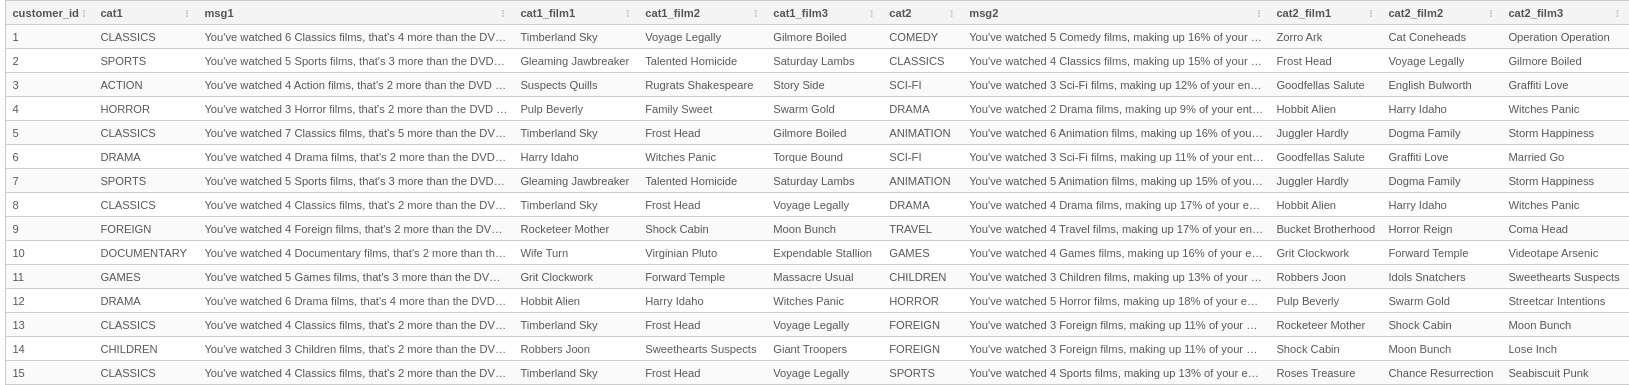 customer_id cat1 msg1 cat1_film1 cat1_film2 cat1_film3 cat2 msg2 cat2_film1 cat2_film2 cat2_film3
1 CLASSICS You've watched 6 Classics films, that's 4 more than the DV... Timberland Sky Voyage Legally Gilmore Boiled COMEDY You've watched 5 Comedy films, making up 16% of your ... Zorro Ark Cat Coneheads Operation Operation
2 SPORTS You've watched 5 Sports films, that's 3 more than the DVD... Gleaming Jawbreaker Talented Homicide Saturday Lambs CLASSICS You've watched 4 Classics films, making up 15% of your ... Frost Head Voyage Legally Gilmore Boiled
3 ACTION You've watched 4 Action films, that's 2 more than the DVD ... Suspects Quills Rugrats Shakespeare Story Side SCI-FI You've watched 3 Sci-Fi films, making up 12% of your en... Goodfellas Salute English Bulworth Graffiti Love
4 HORROR You've watched 3 Horror films, that's 2 more than the DVD ... Pulp Beverly Family Sweet Swarm Gold DRAMA You've watched 2 Drama films, making up 9% of your ent... Hobbit Alien Harry Idaho Witches Panic
5 CLASSICS You've watched 7 Classics films, that's 5 more than the DV... Timberland Sky Frost Head Gilmore Boiled ANIMATION You've watched 6 Animation films, making up 16% of you... Juggler Hardly Dogma Family Storm Happiness
6 DRAMA You've watched 4 Drama films, that's 2 more than the DVD... Harry Idaho Witches Panic Torque Bound SCI-FI You've watched 3 Sci-Fi films, making up 11% of your ent... Goodfellas Salute Graffiti Love Married Go
7 SPORTS You've watched 5 Sports films, that's 3 more than the DVD... Gleaming Jawbreaker Talented Homicide Saturday Lambs ANIMATION You've watched 5 Animation films, making up 15% of you... Juggler Hardly Dogma Family Storm Happiness
8 CLASSICS You've watched 4 Classics films, that's 2 more than the DV... Timberland Sky Frost Head Voyage Legally DRAMA You've watched 4 Drama films, making up 17% of your e... Hobbit Alien Harry Idaho Witches Panic
9 FOREIGN You've watched 4 Foreign films, that's 2 more than the DV... Rocketeer Mother Shock Cabin Moon Bunch TRAVEL You've watched 4 Travel films, making up 17% of your en... Bucket Brotherhood Horror Reign Coma Head
10 DOCUMENTARY You've watched 4 Documentary films, that's 2 more than th... Wife Turn Virginian Pluto Expendable Stallion GAMES You've watched 4 Games films, making up 16% of your e... Grit Clockwork Forward Temple Videotape Arsenic
11 GAMES You've watched 5 Games films, that's 3 more than the DV... Grit Clockwork Forward Temple Massacre Usual CHILDREN You've watched 3 Children films, making up 13% of your ... Robbers Joon Idols Snatchers Sweethearts Suspects
12 DRAMA You've watched 6 Drama films, that's 4 more than the DVD... Hobbit Alien Harry Idaho Witches Panic HORROR You've watched 5 Horror films, making up 18% of your e... Pulp Beverly Swarm Gold Streetcar Intentions
13 CLASSICS You've watched 4 Classics films, that's 2 more than the DV... Timberland Sky Frost Head Voyage Legally FOREIGN You've watched 3 Foreign films, making up 11% of your ... Rocketeer Mother Shock Cabin Moon Bunch
14 CHILDREN You've watched 3 Children films, that's 2 more than the DV... Robbers Joon Sweethearts Suspects Giant Troopers FOREIGN You've watched 3 Foreign films, making up 11% of your ... Shock Cabin Moon Bunch Lose Inch
15 CLASSICS You've watched 4 Classics films, that's 2 more than the DV... Timberland Sky Frost Head Voyage Legally SPORTS You've watched 4 Sports films, making up 13% of your e... Roses Treasure Chance Resurrection Seabiscuit Punk